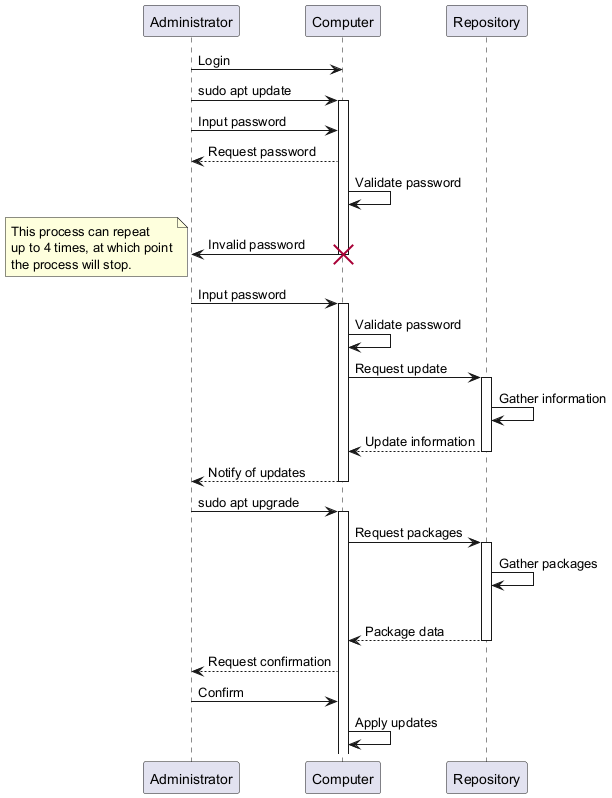 Administrator
Computer
Repository
Login
sudo apt update
Input password
Request password
Validate password
This process can repeat
up to 4 times, at which point
the process will stop.
Invalid password
Input password
Validate password
Request update
Gather information
Update information
Notify of updates
sudo apt upgrade
Request packages
Gather packages
Package data
Request confirmation
Confirm
Apply updates
Administrator
Computer
Repository